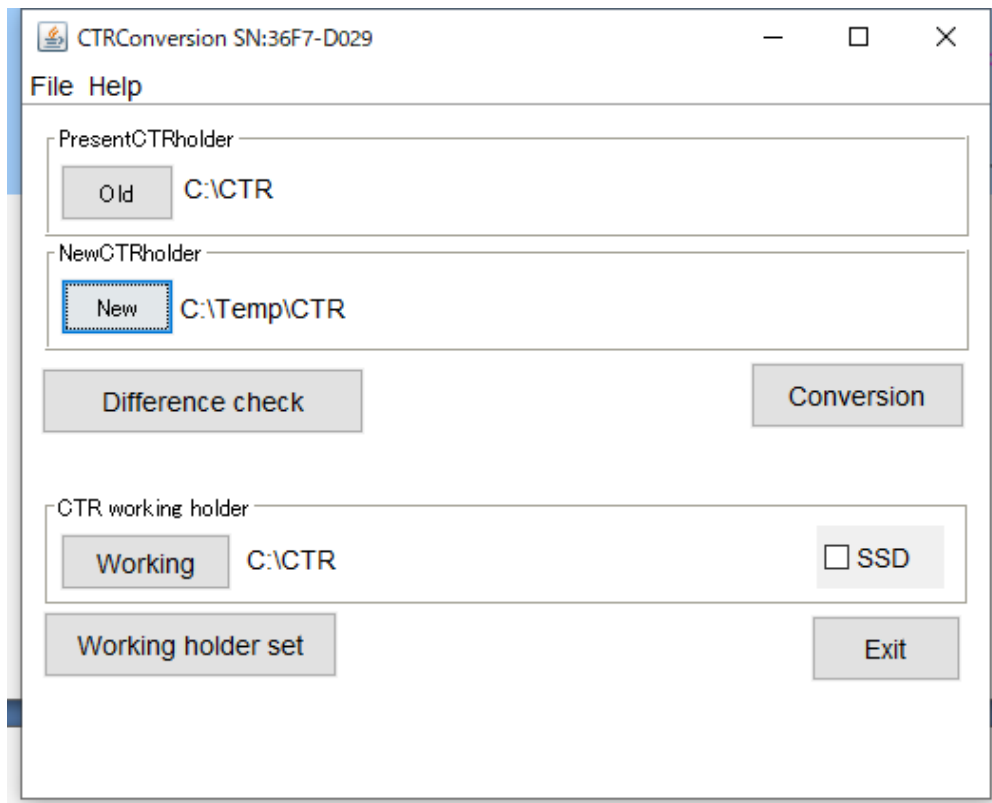 CTRConversion SN:36F7-D029
File Help
PresentCTRholder
Old C:\CTR
NewCTRholder
New C:\Temp\CTR
Difference check Conversion
CTR working holder
Working C:\CTR SSD
Working holder set Exit